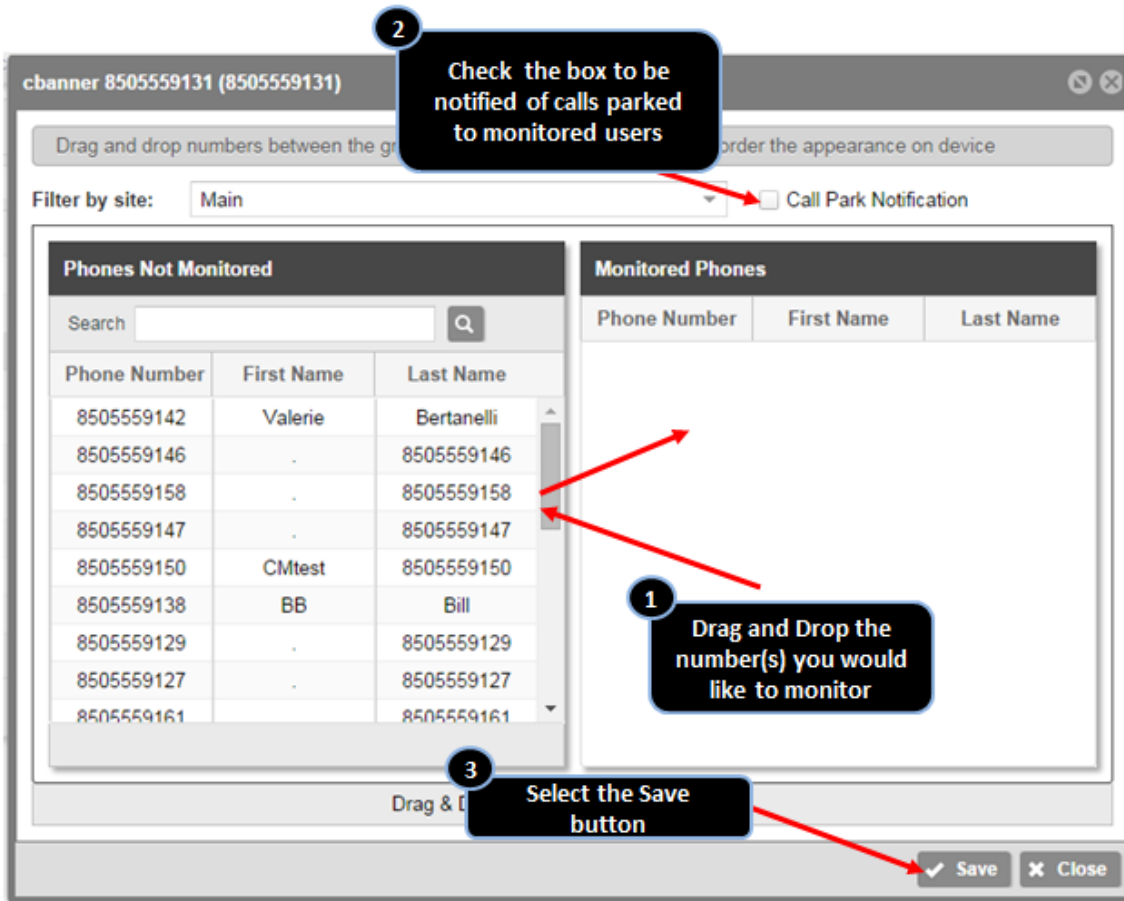 2
Check the box to be
notified of calls parked
to monitored users
cbanner 8505559131 (8505559131)
Drag and drop numbers between the order the appearance on device
Filter by site: Main Call Park Notification
Phones Not Monitored
Search
Phone Number First Name Last Name
8505559142 Valerie Bertanelli
8505559146 . 8505559146
8505559158 . 8505559158
8505559147 . 8505559147
8505559150 CMtest 8505559150
8505559138 BB Bill
8505559129 . 8505559129
8505559127 . 8505559127
8505559161 8505559161
Monitored Phones
Phone Number First Name Last Name
1
Drag and Drop the
number(s) you would
like to monitor
3
Select the Save
button
Drag &
Save Close